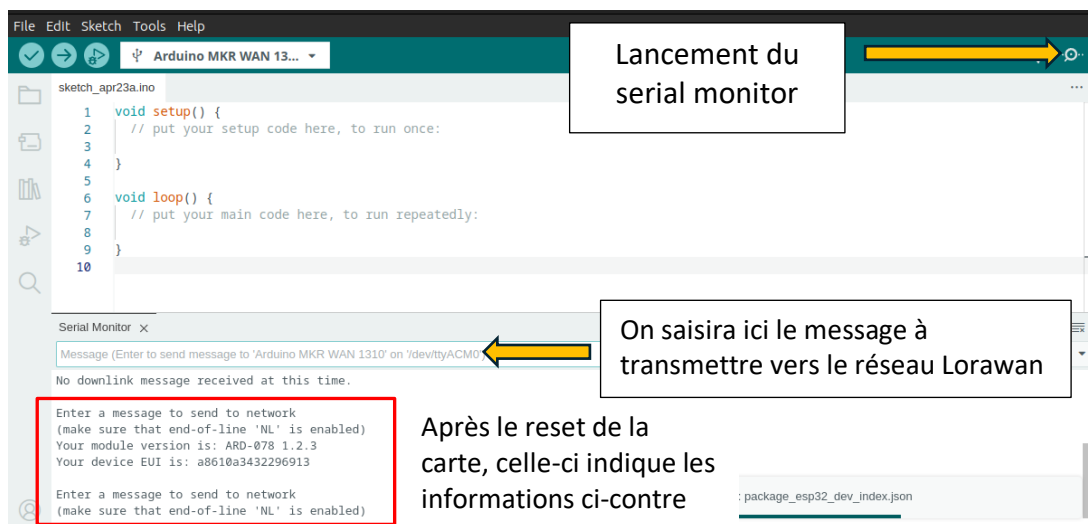 File Edit Sketch Tools Help
Arduino MKR WAN 13...
Lancement du
serial monitor
sketch_apr23a.ino
...
1 void setup() {
2 // put your setup code here, to run once:
3
4 }
5
6 void loop() {
7 // put your main code here, to run repeatedly:
8
9 }
10
On saisira ici le message à
transmettre vers le réseau Lorawan
Serial Monitor ×
Message (Enter to send message to 'Arduino MKR WAN 1310' on '/dev/ttyACM0'
No downlink message received at this time.
Enter a message to send to network
(make sure that end-of-line 'NL' is enabled)
Your module version is: ARD-078 1.2.3
Your device EUI is: a8610a3432296913
Enter a message to send to network
(make sure that end-of-line 'NL' is enabled)
Après le reset de la
carte, celle-ci indique les
informations ci-contre
: package_esp32_dev_index.json